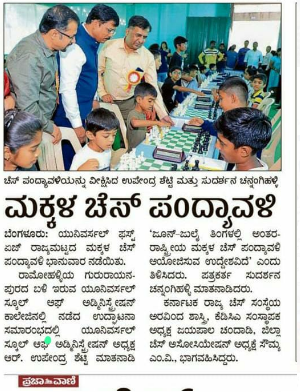 ಚೆಸ್ ಪಂದ್ಯಾವಳಿಯನ್ನು ವೀಕ್ಷಿಸಿದ ಉಪೇಂದ್ರ ಶೆಟ್ಟಿ ಮತ್ತು ಸುದರ್ಶನ ಚನ್ನಂಗಿಹಳ್ಳಿ
ಮಕ್ಕಳ ಚೆಸ್ ಪಂದ್ಯಾವಳಿ
ಬೆಂಗಳೂರು: ಯುನಿವರ್ಸಲ್ ಫಸ್ಟ್
ಏಜ್ ರಾಜ್ಯಮಟ್ಟದ ಮಕ್ಕಳ ಚೆಸ್
ಪಂದ್ಯಾವಳಿ ಭಾನುವಾರ ನಡೆಯಿತು.
ರಾಮೋಹಳ್ಳಿಯ ಗುರುರಾಯನ-
ಪುರದ ಬಳಿ ಇರುವ ಯುನಿವರ್ಸಲ್
ಸ್ಕೂಲ್ ಆಫ್ ಅಡ್ಮಿನಿಸ್ಟ್ರೇಷನ್
ಕಾಲೇಜಿನಲ್ಲಿ ನಡೆದ ಉದ್ಘಾಟನಾ
ಸಮಾರಂಭದಲ್ಲಿ ಯುನಿವರ್ಸಲ್
ಸ್ಕೂಲ್ ಆಫ್ ಅಡ್ಮಿನಿಸ್ಟ್ರೇಷನ್ ಅಧ್ಯಕ್ಷ
ಆರ್. ಉಪೇಂದ್ರ ಶೆಟ್ಟಿ ಮಾತನಾಡಿ
‘ಜೂನ್-ಜುಲೈ ತಿಂಗಳಲ್ಲಿ ಅಂತರ-
ರಾಷ್ಟ್ರೀಯ ಮಕ್ಕಳ ಚೆಸ್ ಪಂದ್ಯಾವಳಿ
ಆಯೋಜಿಸುವ ಉದ್ದೇಶವಿದೆ’ ಎಂದು
ತಿಳಿಸಿದರು. ಪತ್ರಕರ್ತ ಸುದರ್ಶನ
ಚನ್ನಂಗಿಹಳ್ಳಿ ಮಾತನಾಡಿದರು.
ಕರ್ನಾಟಕ ರಾಜ್ಯ ಚೆಸ್ ಸಂಸ್ಥೆಯ
ಅರವಿಂದ ಶಾಸ್ತ್ರಿ, ಕೆಡಿಸಿಎ ಸಂಸ್ಥಾಪಕ
ಅಧ್ಯಕ್ಷ ಜಯಪಾಲ ಚಂದಾಡಿ, ಜಿಲ್ಲಾ
ಚೆಸ್ ಅಸೋಸಿಯೇಷನ್ ಅಧ್ಯಕ್ಷೆ ಸೌಮ್ಯ
ಎಂ.ವಿ., ಭಾಗವಹಿಸಿದ್ದರು.
ಪ್ರಜಾವಾಣಿ